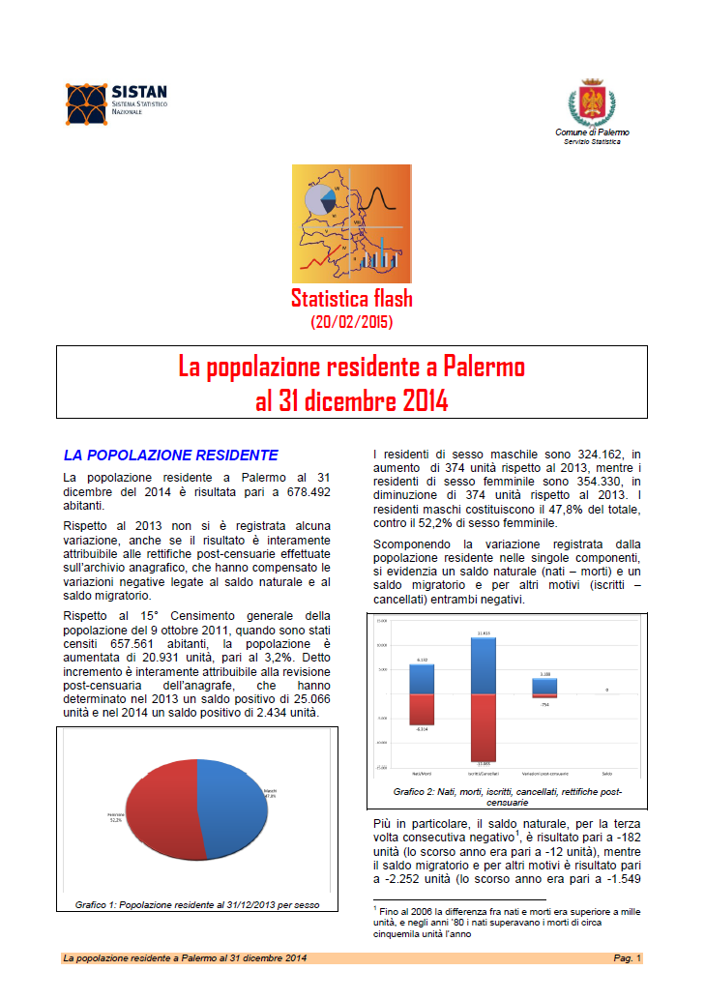 SISTAN
SISTEMA STATISTICO
NAZIONALE
Comune di Palermo
Servizio Statistica
VII
VI
V
VIII
IV
II
Statistica flash
(20/02/2015)
La popolazione residente a Palermo
al 31 dicembre 2014
LA POPOLAZIONE RESIDENTE
La popolazione residente a Palermo al 31
dicembre del 2014 è risultata pari a 678.492
abitanti.
Rispetto al 2013 non si è registrata alcuna
variazione, anche se il risultato è interamente
attribuibile alle rettifiche post-censuarie effettuate
sull'archivio anagrafico, che hanno compensato le
variazioni negative legate al saldo naturale e al
saldo migratorio.
Rispetto al 15° Censimento generale della
popolazione del 9 ottobre 2011, quando sono stati
censiti 657.561 abitanti, la popolazione è
aumentata di 20.931 unità, pari al 3,2%. Detto
incremento è interamente attribuibile alla revisione
post-censuaria dell'anagrafe, che hanno
determinato nel 2013 un saldo positivo di 25.066
unità e nel 2014 un saldo positivo di 2.434 unità.
Maschi
47,8%
Femmine
52,2%
Grafico 1: Popolazione residente al 31/12/2013 per sesso
I residenti di sesso maschile sono 324.162, in
aumento di 374 unità rispetto al 2013, mentre i
residenti di sesso femminile sono 354.330, in
diminuzione di 374 unità rispetto al 2013. I
residenti maschi costituiscono il 47,8% del totale,
contro il 52,2% di sesso femminile.
Scomponendo la variazione registrata dalla
popolazione residente nelle singole componenti,
si evidenzia un saldo naturale (nati – morti) e un
saldo migratorio e per altri motivi (iscritti –
cancellati) entrambi negativi.
15.000
10.000
5.000
-
-5.000
-10.000
-15.000
6.132
-6.314
11.613
-13.865
3.188
-754
0
Nati/Morti
Iscritti/Cancellati
Variazioni post-censuarie
Saldo
Grafico 2: Nati, morti, iscritti, cancellati, rettifiche post-
censuarie
Più in particolare, il saldo naturale, per la terza
volta consecutiva negativo1, è risultato pari a -182
unità (lo scorso anno era pari a -12 unità), mentre
il saldo migratorio e per altri motivi è risultato pari
a -2.252 unità (lo scorso anno era pari a -1.549
1 Fino al 2006 la differenza fra nati e morti era superiore a mille
unità, e negli anni '80 i nati superavano i morti di circa
cinquemila unità l'anno
La popolazione residente a Palermo al 31 dicembre 2014
Pag. 1